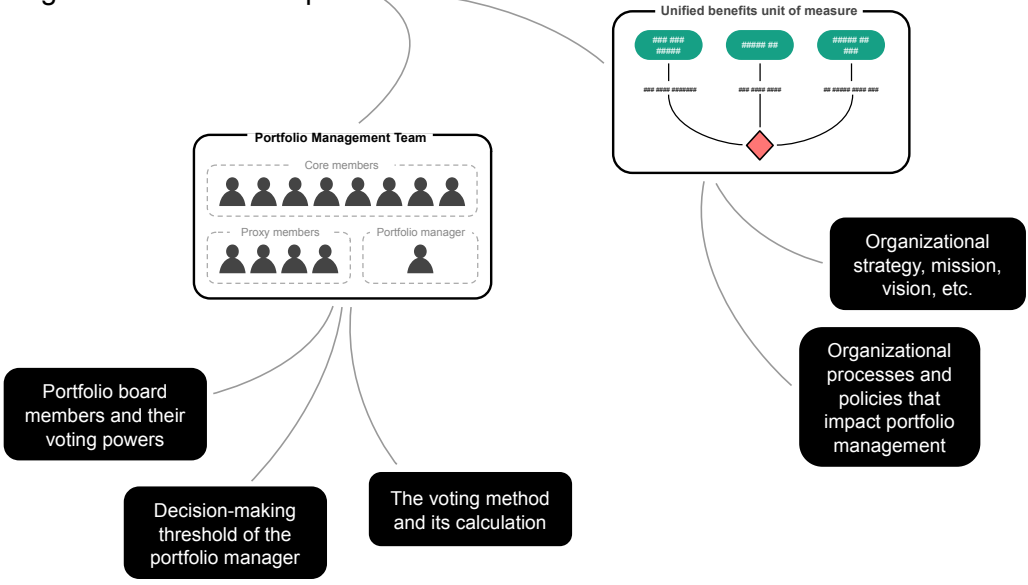 Unified benefits unit of measure
### ###
#####
##### ##
##### ##
###
### #### #######
### #### ####
## ##### #### ###
Portfolio Management Team
Core members
Proxy members
Portfolio manager
Organizational
strategy, mission,
vision, etc.
Organizational
processes and
policies that
impact portfolio
management
Portfolio board
members and their
voting powers
Decision-making
threshold of the
portfolio manager
The voting method
and its calculation